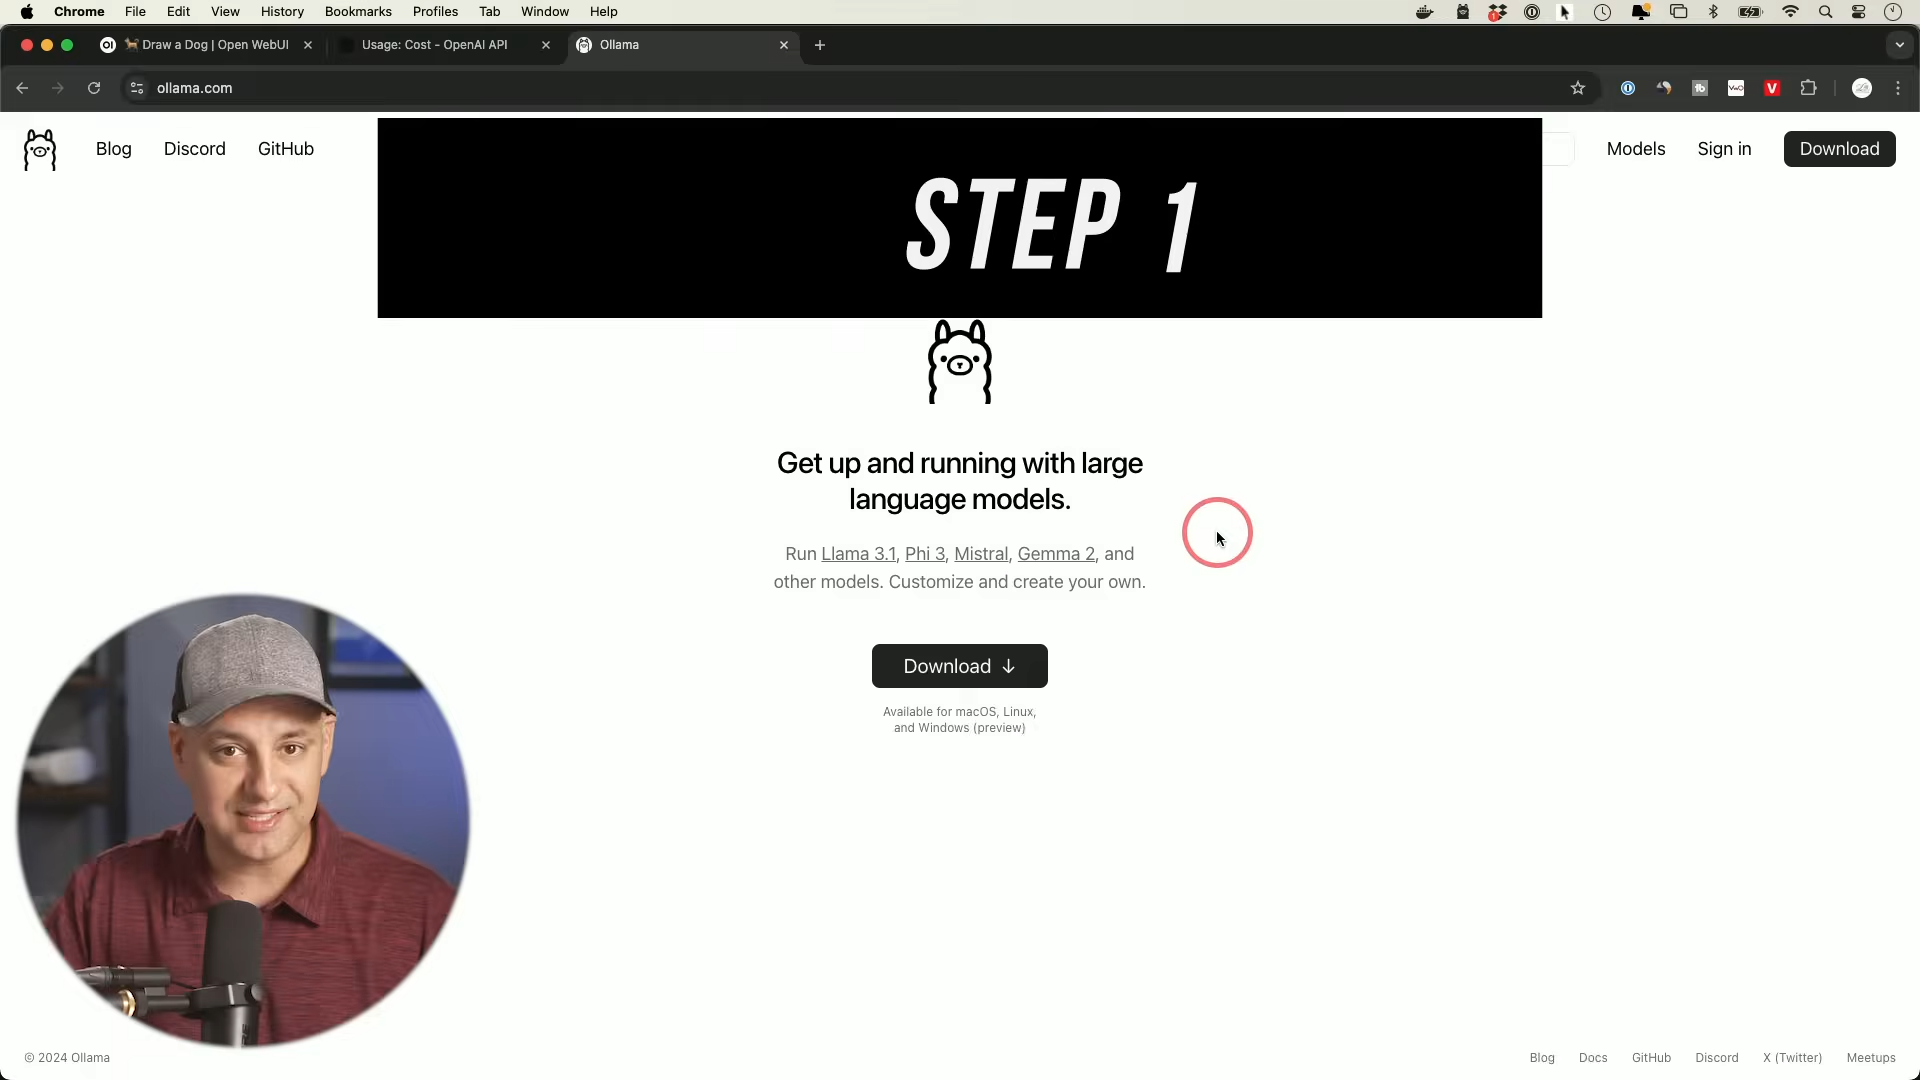 Chrome File Edit View History Bookmarks Profiles Tab Window Help
Draw a Dog | Open WebUI
Usage: Cost - OpenAI API
Ollama
ollama.com
Blog Discord GitHub
Models Sign in Download
STEP 1
Get up and running with large
language models.
Run Llama 3.1, Phi 3, Mistral, Gemma 2, and
other models. Customize and create your own.
Download ↓
Available for macOS, Linux,
and Windows (preview)
© 2024 Ollama
Blog Docs GitHub Discord X (Twitter) Meetups